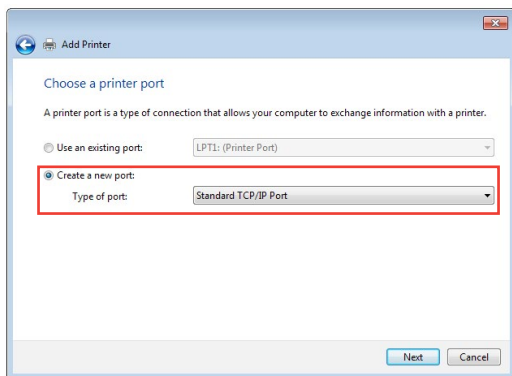 Add Printer
Choose a printer port
A printer port is a type of connection that allows your computer to exchange information with a printer.
Use an existing port: LPT1: (Printer Port)
Create a new port:
Type of port: Standard TCP/IP Port
Next Cancel